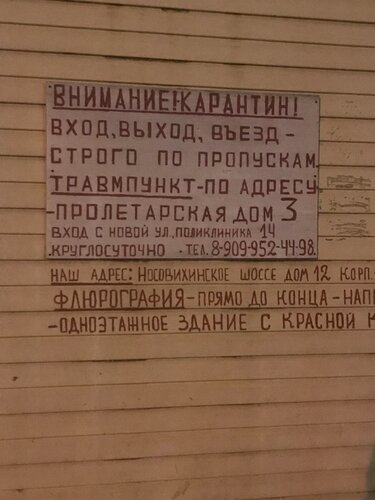 ВНИМАНИЕ! КАРАНТИН!
ВХОД, ВЫХОД, ВЪЕЗД -
СТРОГО ПО ПРОПУСКАМ
ТРАВМПУНКТ - ПО АДРЕСУ
- ПРОЛЕТАРСКАЯ ДОМ 3
ВХОД С НОВОЙ УЛ., ПОЛИКЛИНИКА 14
КРУГЛОСУТОЧНО - ТЕЛ. 8-909-952-44-98.
НАШ АДРЕС: НОСОВИХИНСКОЕ ШОССЕ ДОМ 12 КОРП.
ФЛЮРОГРАФИЯ - ПРЯМО ДО КОНЦА - НАП
- ОДНОЭТАЖНОЕ ЗДАНИЕ С КРАСНОЙ К